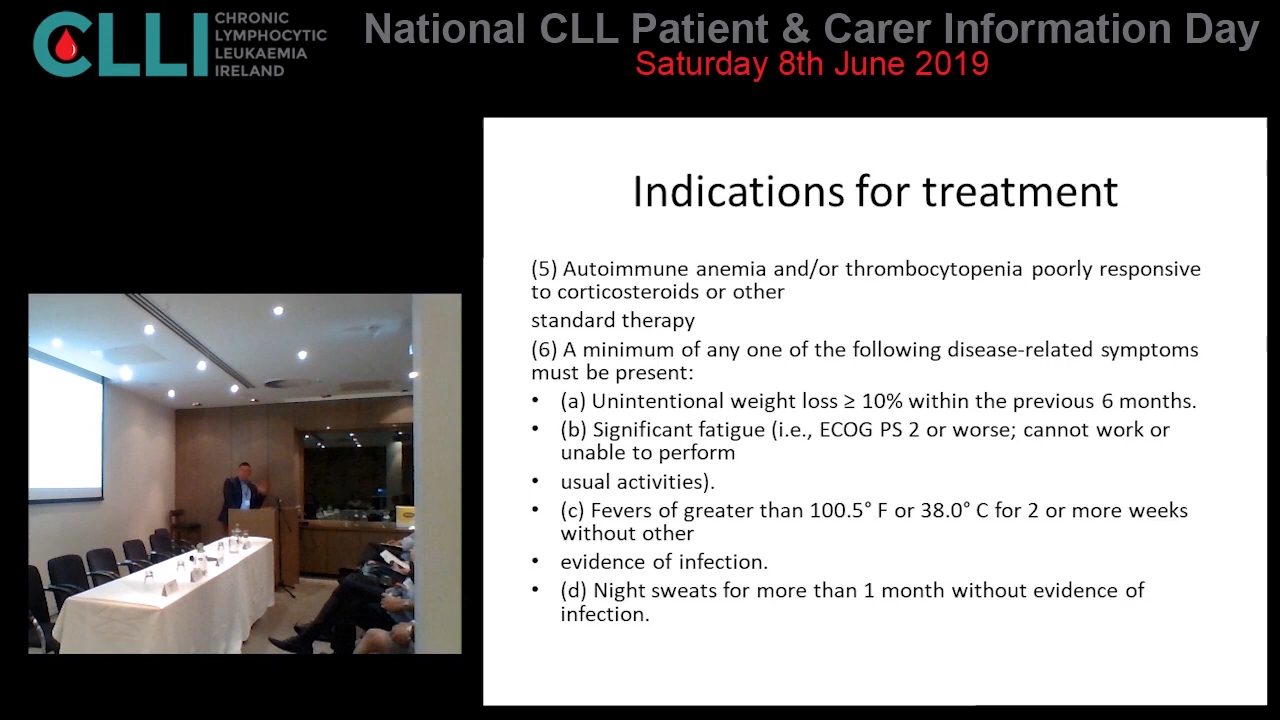 CLLI
CHRONIC
LYMPHOCYTIC
LEUKAEMIA
IRELAND
National CLL Patient & Carer Information Day
Saturday 8th June 2019
Indications for treatment
(5) Autoimmune anemia and/or thrombocytopenia poorly responsive
to corticosteroids or other
standard therapy
(6) A minimum of any one of the following disease-related symptoms
must be present:
• (a) Unintentional weight loss ≥ 10% within the previous 6 months.
• (b) Significant fatigue (i.e., ECOG PS 2 or worse; cannot work or
unable to perform
• usual activities).
• (c) Fevers of greater than 100.5° F or 38.0° C for 2 or more weeks
without other
• evidence of infection.
• (d) Night sweats for more than 1 month without evidence of
infection.